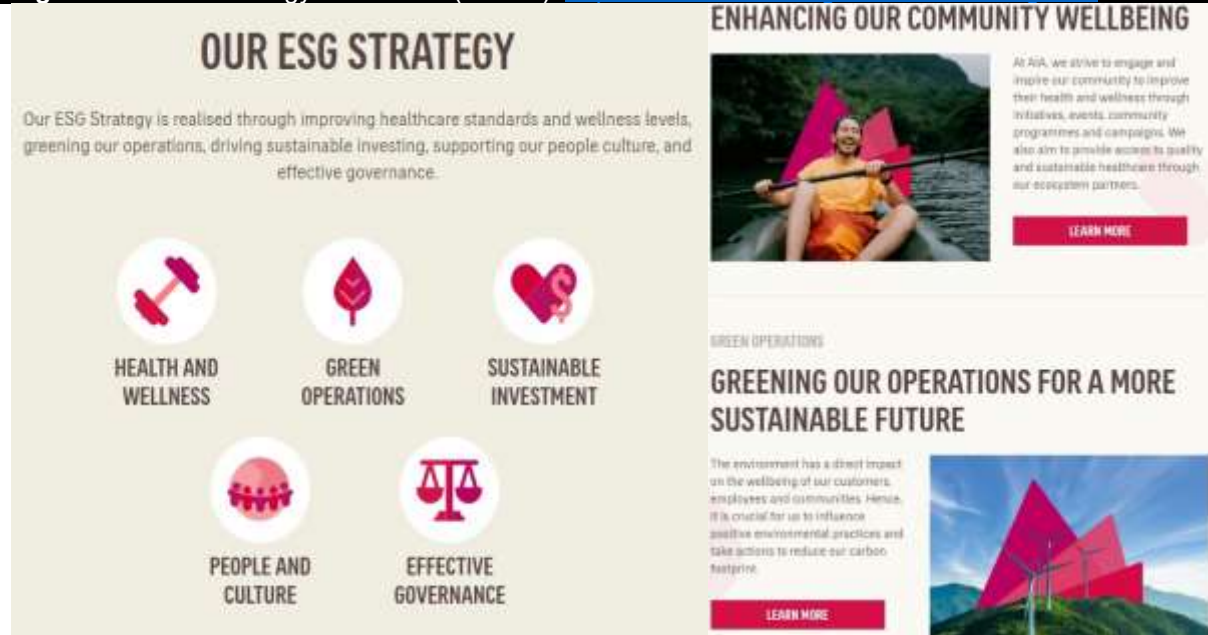 OUR ESG STRATEGY
Our ESG Strategy is realised through improving healthcare standards and wellness levels,
greening our operations, driving sustainable investing, supporting our people culture, and
effective governance.
HEALTH AND
WELLNESS
GREEN
OPERATIONS
SUSTAINABLE
INVESTMENT
PEOPLE AND
CULTURE
EFFECTIVE
GOVERNANCE
ENHANCING OUR COMMUNITY WELLBEING
At AIA, we strive to engage and
inspire our community to improve
their health and wellness through
initiatives, events, community
programmes and campaigns. We
also aim to provide access to quality
and sustainable healthcare through
our ecosystem partners.
LEARN MORE
GREEN OPERATIONS
GREENING OUR OPERATIONS FOR A MORE
SUSTAINABLE FUTURE
The environment has a direct impact
on the wellbeing of our customers,
employees and communities. Hence,
it is crucial for us to influence
positive environmental practices and
take actions to reduce our carbon
footprint.
LEARN MORE